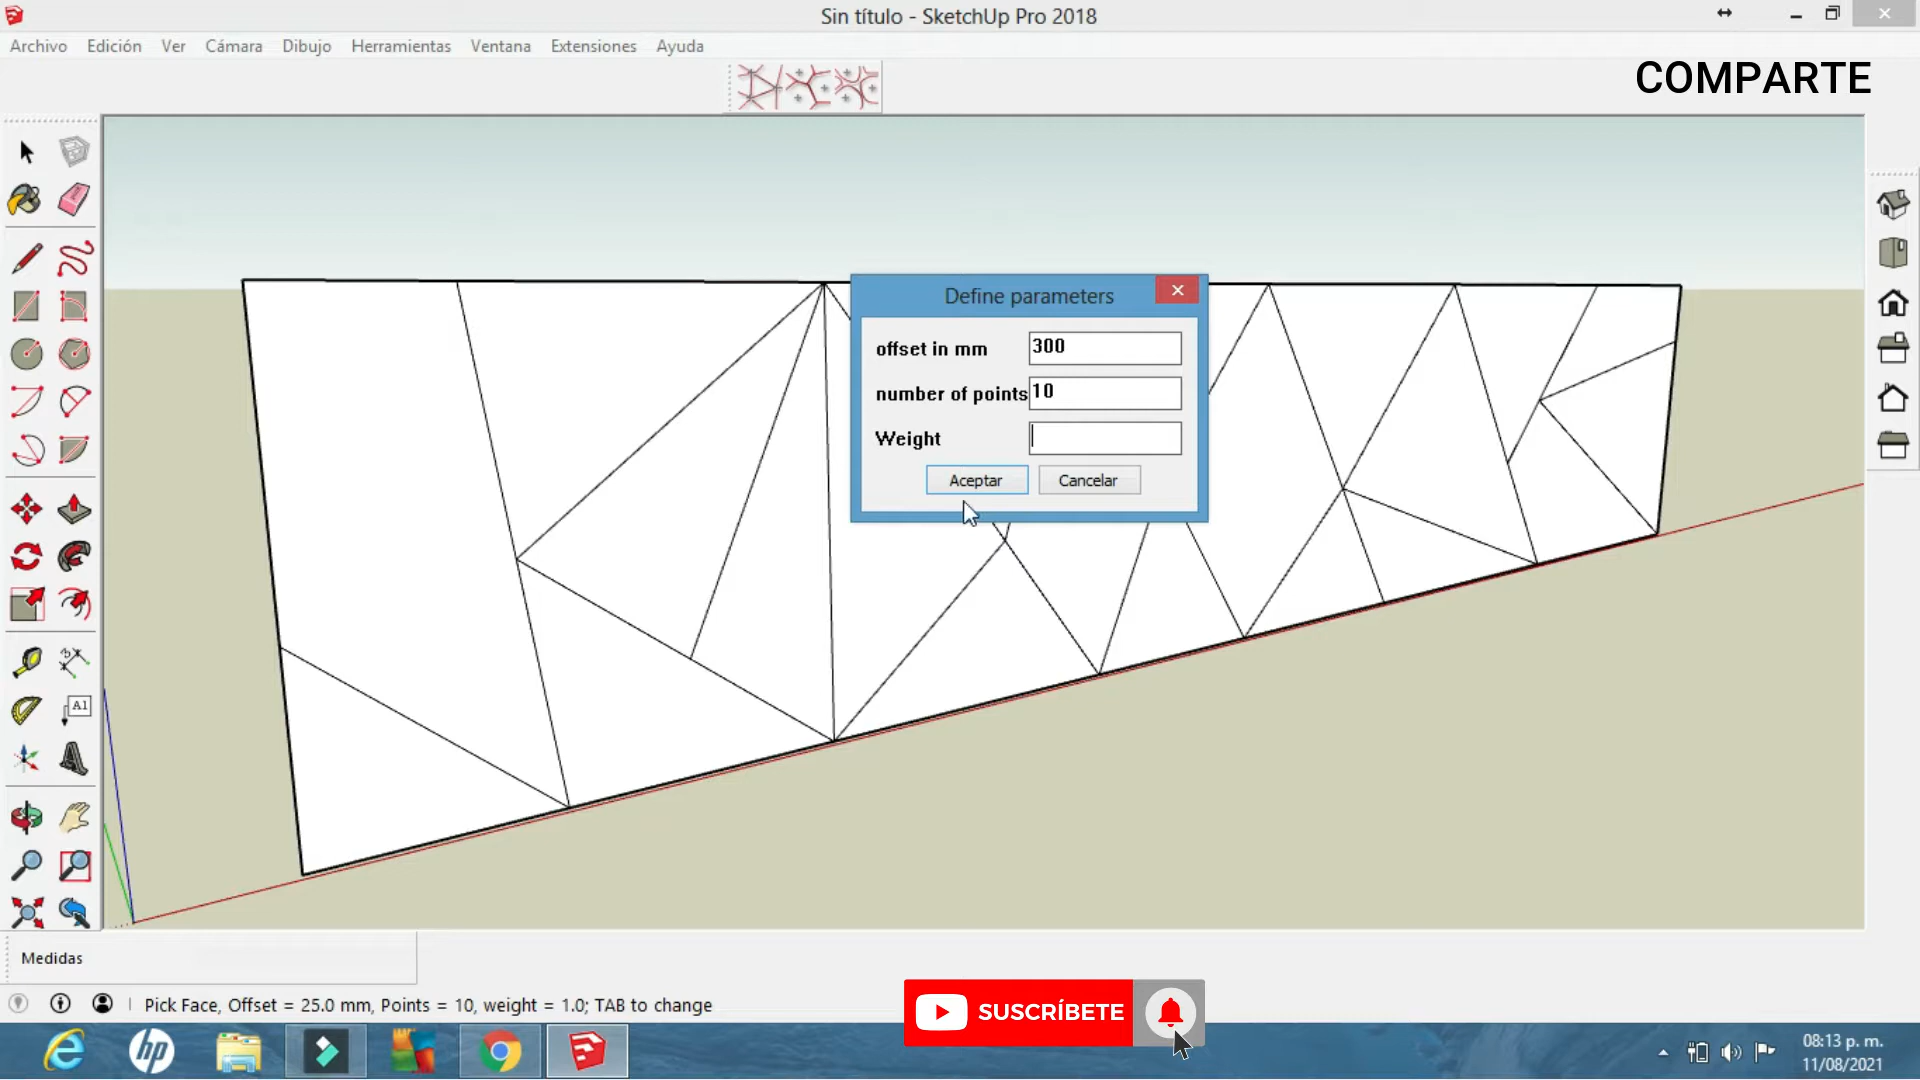 Sin título - SketchUp Pro 2018
Archivo Edición Ver Cámara Dibujo Herramientas Ventana Extensiones Ayuda
COMPARTE
Define parameters
offset in mm 300
number of points 10
Weight
Aceptar Cancelar
A1
Medidas
Pick Face, Offset = 25.0 mm, Points = 10, weight = 1.0; TAB to change
SUSCRÍBETE
hp
08:13 p. m.
11/08/2021